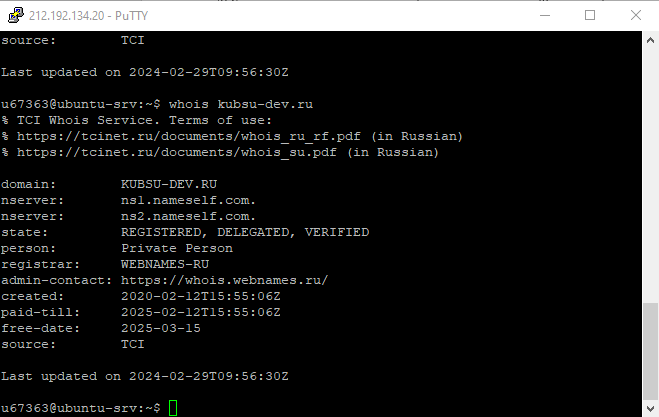 212.192.134.20 - PuTTY
source:        TCI
Last updated on 2024-02-29T09:56:30Z
u67363@ubuntu-srv:~$ whois kubsu-dev.ru
% TCI Whois Service. Terms of use:
% https://tcinet.ru/documents/whois_ru_rf.pdf (in Russian)
% https://tcinet.ru/documents/whois_su.pdf (in Russian)
domain:        KUBSU-DEV.RU
nserver:       ns1.nameself.com.
nserver:       ns2.nameself.com.
state:         REGISTERED, DELEGATED, VERIFIED
person:        Private Person
registrar:     WEBNAMES-RU
admin-contact: https://whois.webnames.ru/
created:       2020-02-12T15:55:06Z
paid-till:     2025-02-12T15:55:06Z
free-date:     2025-03-15
source:        TCI
Last updated on 2024-02-29T09:56:30Z
u67363@ubuntu-srv:~$